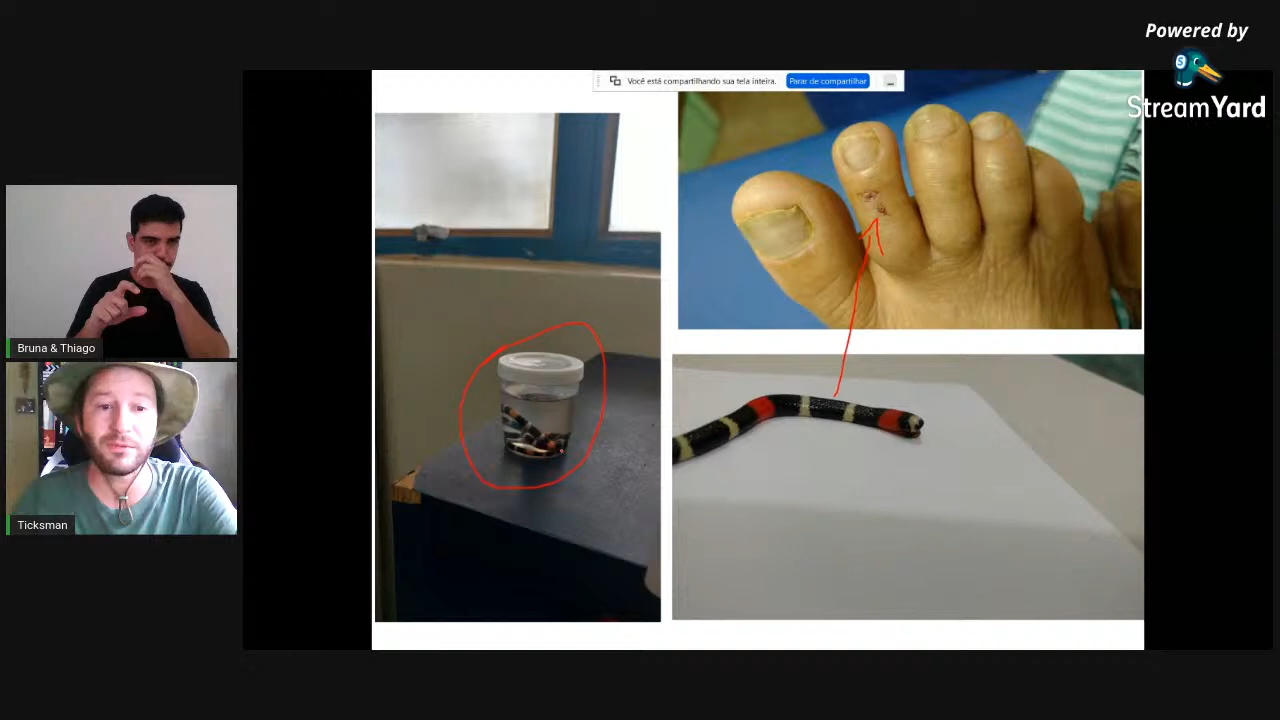 Powered by
StreamYard
Você está compartilhando sua tela inteira.
Parar de compartilhar
Bruna & Thiago
Ticksman